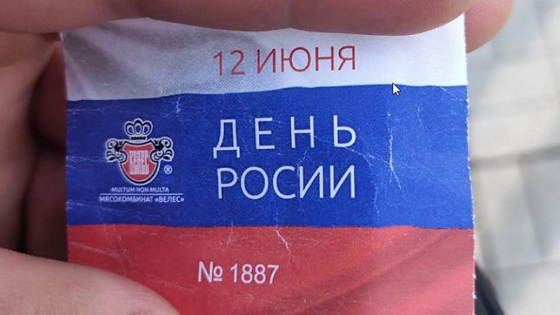 12 ИЮНЯ
ДЕНЬ
РОСИИ
MULTUM NON MULTA
МЯСОКОМБИНАТ «ВЕЛЕС»
№ 1887